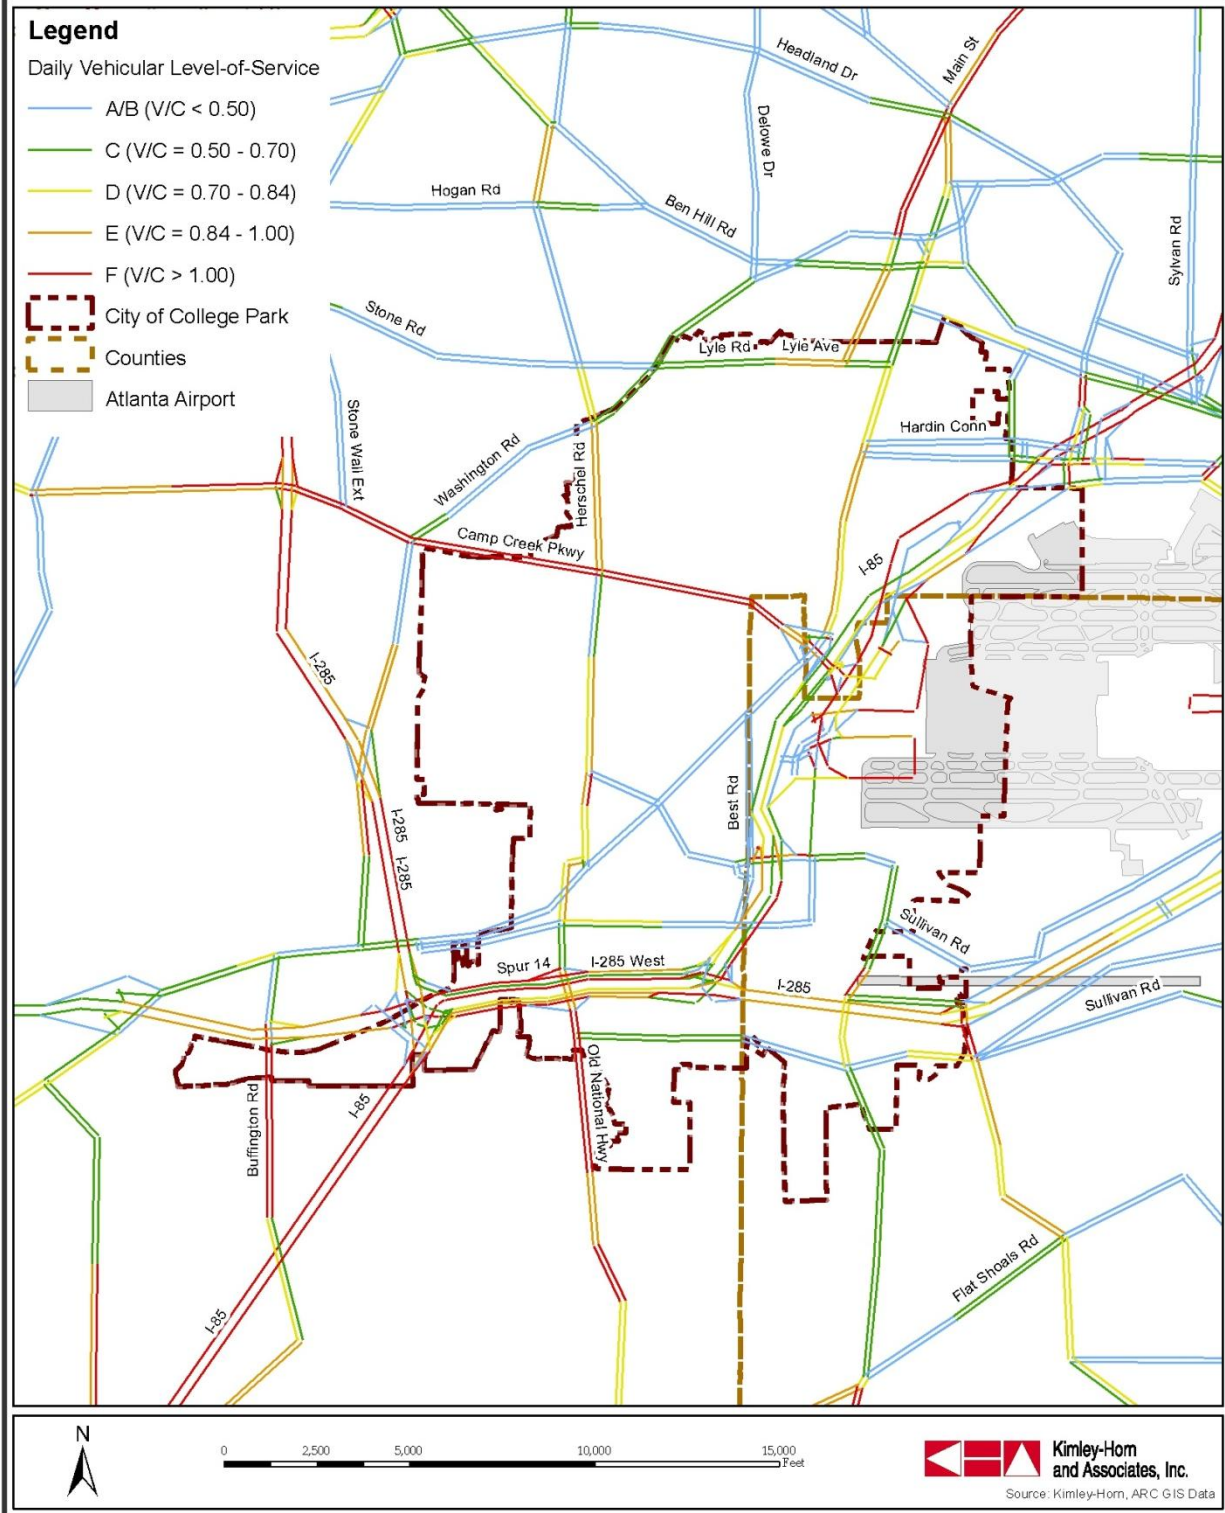 Legend
Daily Vehicular Level-of-Service
A/B (V/C < 0.50)
C (V/C = 0.50 - 0.70)
D (V/C = 0.70 - 0.84)
E (V/C = 0.84 - 1.00)
F (V/C > 1.00)
City of College Park
Counties
Atlanta Airport
Headland Dr
Main St
Delowe Dr
Hogan Rd
Ben Hill Rd
Sylvan Rd
Stone Rd
Lyle Rd
Lyle Ave
Stone Wall Ext
Washington Rd
Herschel Rd
Hardin Conn
Camp Creek Pkwy
I-85
I-285
Best Rd
I-285
I-285
Sullivan Rd
Spur 14
I-285 West
I-285
Sullivan Rd
Old National Hwy
Buffington Rd
I-85
Flat Shoals Rd
I-85
N
0
2,500
5,000
10,000
15,000
Feet
Kimley-Horn
and Associates, Inc.
Source: Kimley-Horn, ARC GIS Data